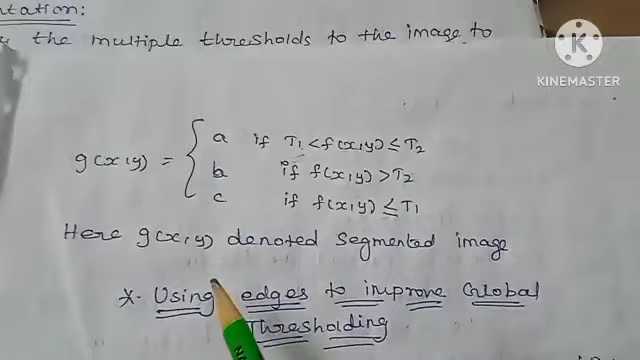 ntation:
the multiple thresholds to the image to
K
KINEMASTER
g(x,y) = { a if T1 < f(x,y) ≤ T2
b if f(x,y) > T2
c if f(x,y) ≤ T1
Here g(x,y) denoted segmented image
* Using edges to improve Global
Thresholding